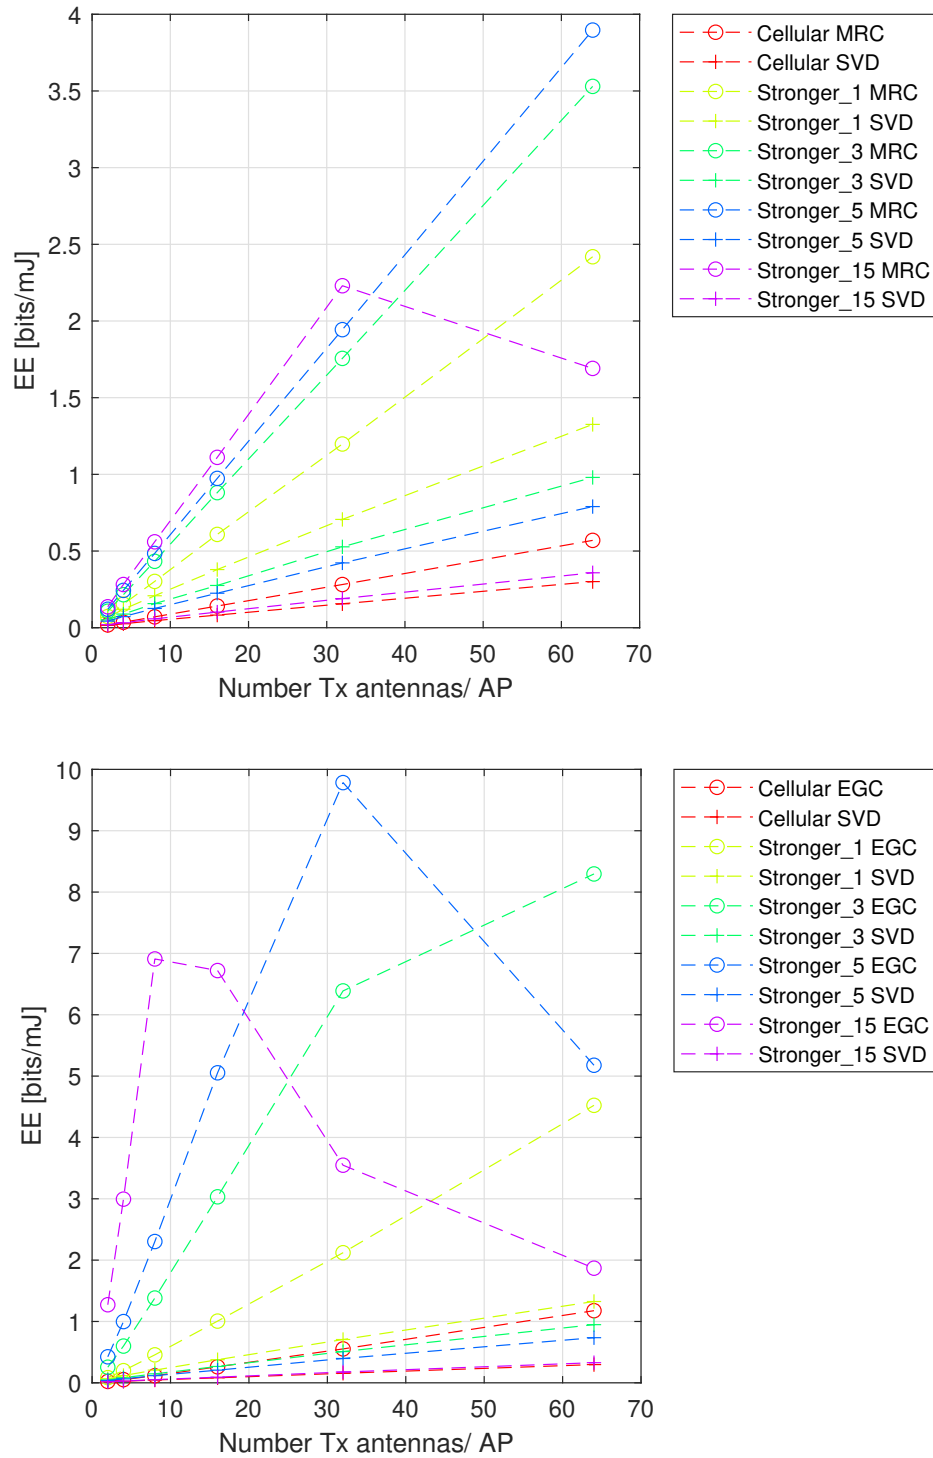 4
3.5
3
2.5
2
1.5
1
0.5
0
EE [bits/mJ]
0 10 20 30 40 50 60 70
Number Tx antennas/ AP
Cellular MRC
Cellular SVD
Stronger_1 MRC
Stronger_1 SVD
Stronger_3 MRC
Stronger_3 SVD
Stronger_5 MRC
Stronger_5 SVD
Stronger_15 MRC
Stronger_15 SVD
10
9
8
7
6
5
4
3
2
1
0
EE [bits/mJ]
0 10 20 30 40 50 60 70
Number Tx antennas/ AP
Cellular EGC
Cellular SVD
Stronger_1 EGC
Stronger_1 SVD
Stronger_3 EGC
Stronger_3 SVD
Stronger_5 EGC
Stronger_5 SVD
Stronger_15 EGC
Stronger_15 SVD